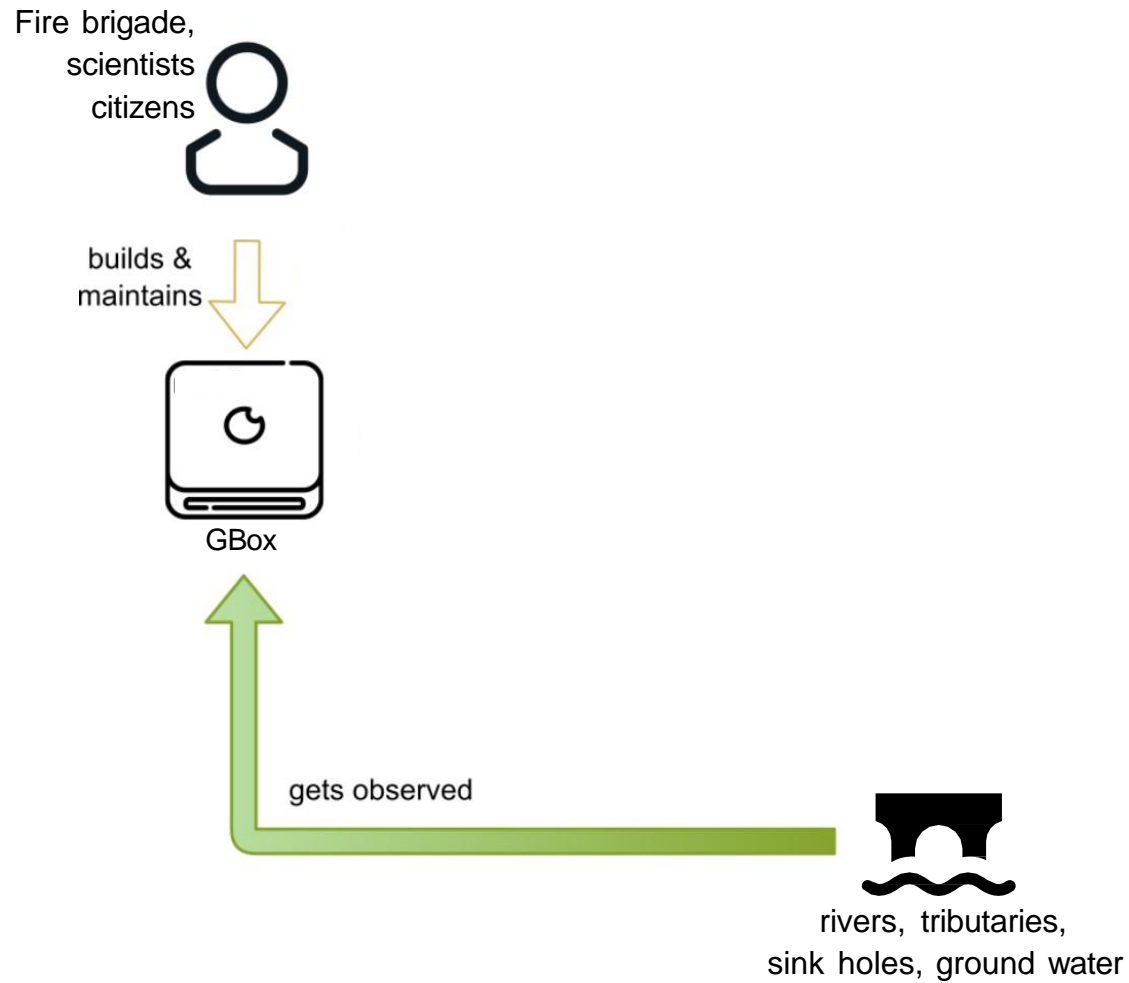 Fire brigade,
scientists
citizens
builds &
maintains
GBox
gets observed
rivers, tributaries,
sink holes, ground water